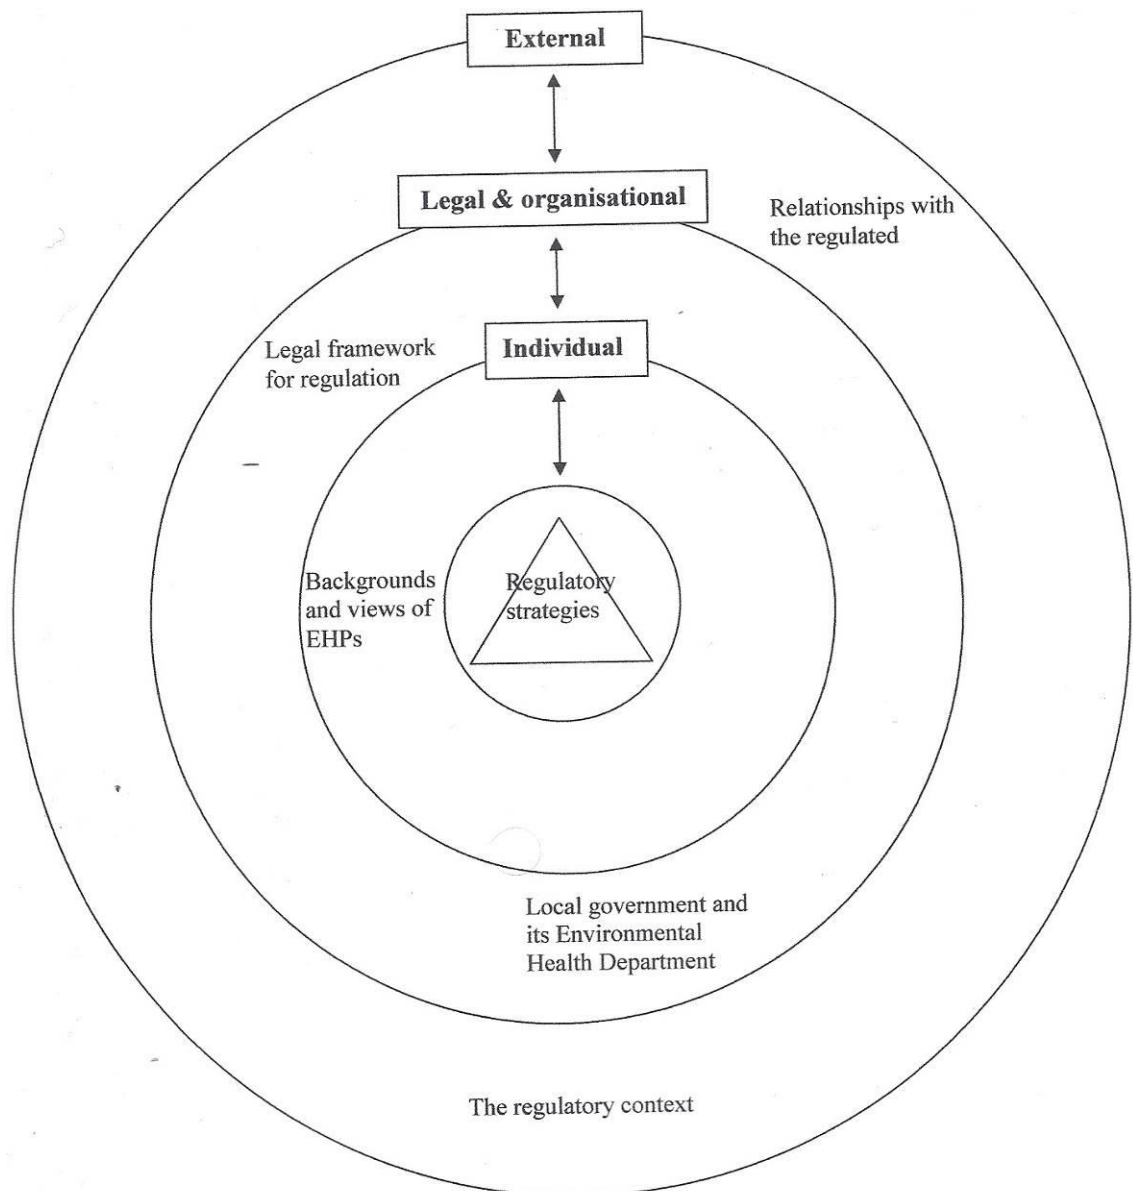 External
Legal & organisational
Relationships with
the regulated
Legal framework
for regulation
Individual
Backgrounds
and views of
EHPs
Regulatory
strategies
Local government and
its Environmental
Health Department
The regulatory context